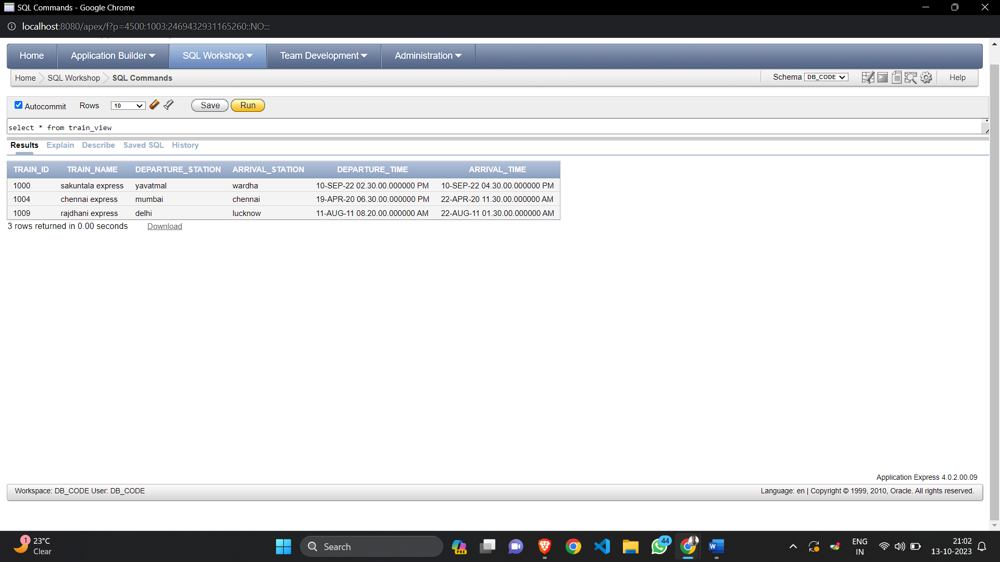 SQL Commands - Google Chrome
localhost:8080/apex/f?p=4500:1003:2469432931165260::NO:::
Home Application Builder SQL Workshop Team Development Administration
Home SQL Workshop SQL Commands Schema DB_CODE Help
Autocommit Rows 10 Save Run
select * from train_view
Results Explain Describe Saved SQL History
TRAIN_ID TRAIN_NAME DEPARTURE_STATION ARRIVAL_STATION DEPARTURE_TIME ARRIVAL_TIME
1000 sakuntala express yavatmal wardha 10-SEP-22 02.30.00.000000 PM 10-SEP-22 04.30.00.000000 PM
1004 chennai express mumbai chennai 19-APR-20 06.30.00.000000 PM 22-APR-20 11.30.00.000000 AM
1009 rajdhani express delhi lucknow 11-AUG-11 08.20.00.000000 AM 22-AUG-11 01.30.00.000000 AM
3 rows returned in 0.00 seconds Download
Application Express 4.0.2.00.09
Workspace: DB_CODE User: DB_CODE Language: en | Copyright © 1999, 2010, Oracle. All rights reserved.
1 23°C
Clear
Search
PRE
44
W
ENG
IN
21:02
13-10-2023